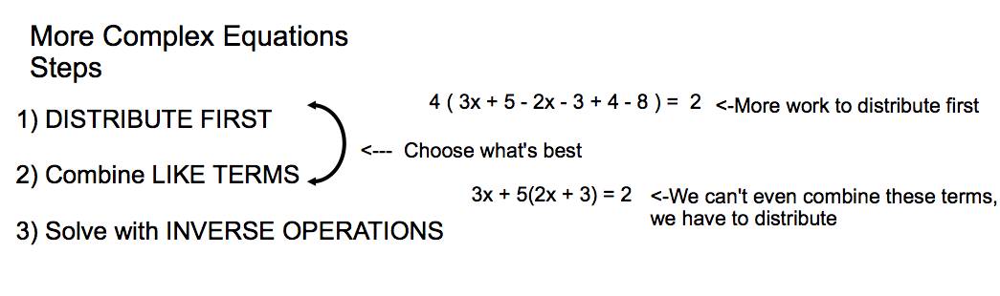 More Complex Equations
Steps
1) DISTRIBUTE FIRST
2) Combine LIKE TERMS
3) Solve with INVERSE OPERATIONS
<--- Choose what's best
4 ( 3x + 5 - 2x - 3 + 4 - 8 ) = 2 <-More work to distribute first
3x + 5(2x + 3) = 2 <-We can't even combine these terms,
we have to distribute